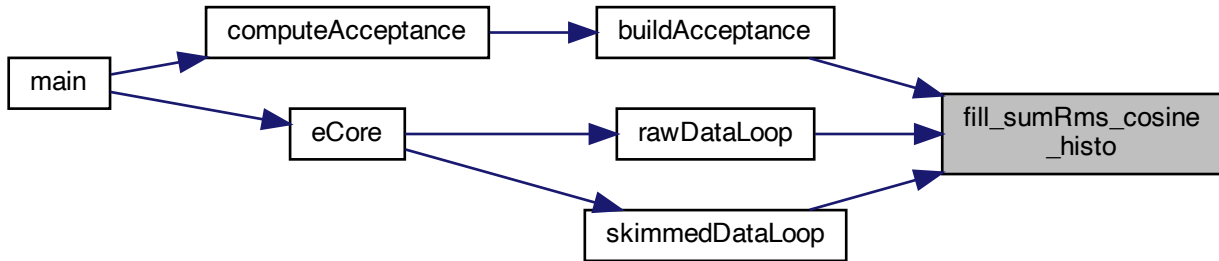 computeAcceptance
buildAcceptance
main
fill_sumRms_cosine
_histo
eCore
rawDataLoop
skimmedDataLoop